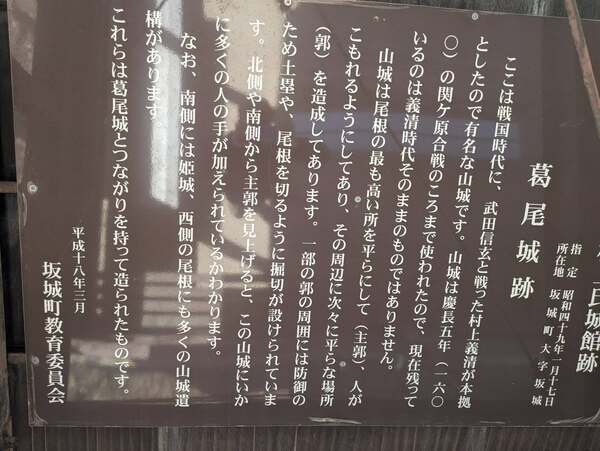 氏城館跡
指定 昭和四十九年一月十七日
所在地 坂城町大字坂城
葛尾城跡
ここは戦国時代に、武田信玄と戦った村上義清が本拠
としたので有名な山城です。山城は慶長五年（一六〇
〇）の関ケ原合戦のころまで使われたので、現在残って
いるのは義清時代そのままのものではありません。
山城は尾根の最も高い所を平らにして（主郭）、人が
こもれるようにしてあり、その周辺に次々に平らな場所
（郭）を造成してあります。一部の郭の周囲には防御の
ため土塁や、尾根を切るように堀切が設けられていま
す。北側や南側から主郭を見上げると、この山城にいか
に多くの人の手が加えられているかわかります。
なお、南側には姫城、西側の尾根にも多くの山城遺
構があります。
これらは葛尾城とつながりを持って造られたものです。
平成十八年三月
坂城町教育委員会